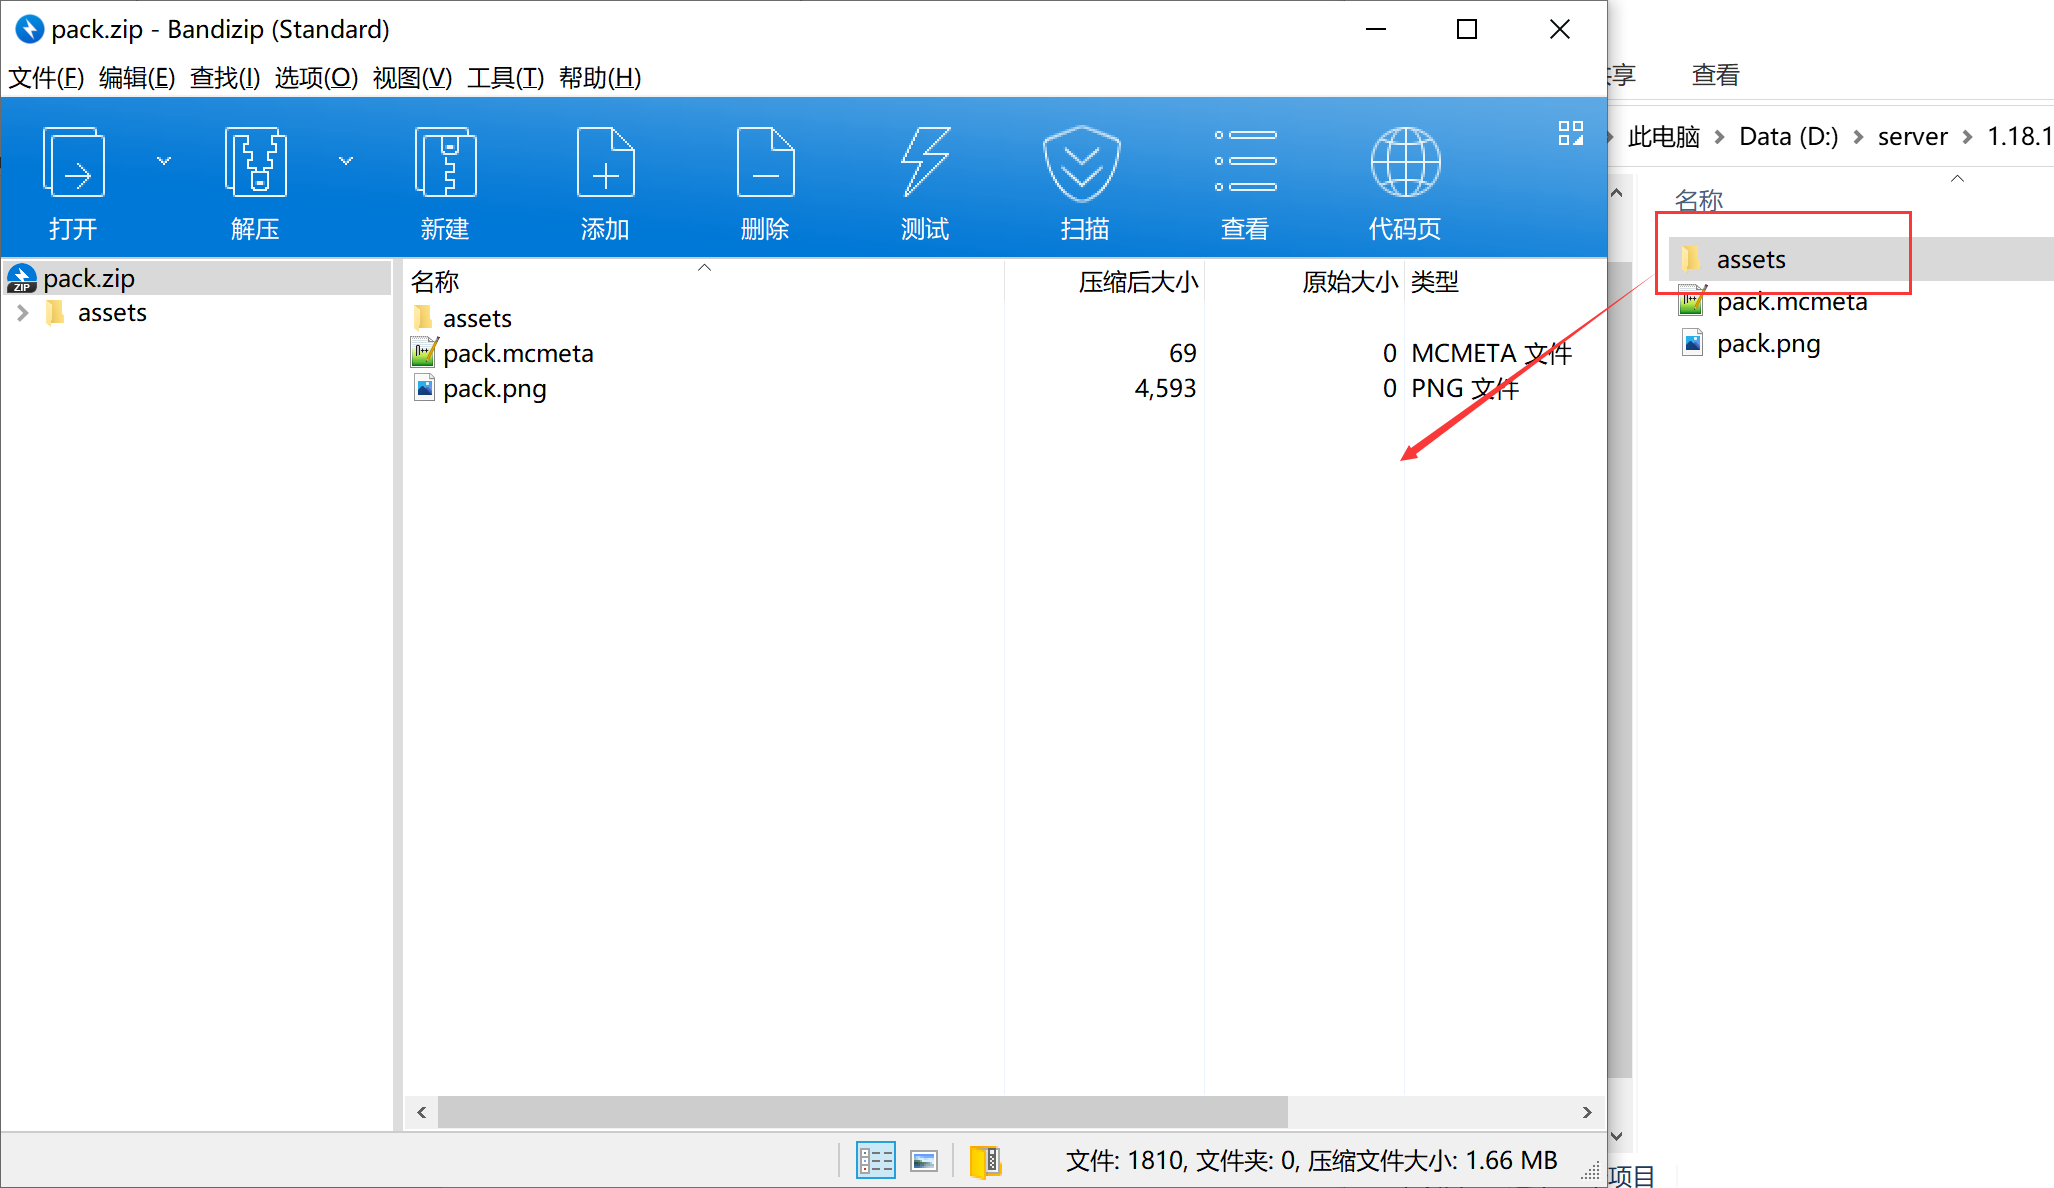 pack.zip - Bandizip (Standard)
文件(F) 编辑(E) 查找(I) 选项(O) 视图(V) 工具(T) 帮助(H)
打开 解压 新建 添加 删除 测试 扫描 查看 代码页
pack.zip
assets
名称 压缩后大小 原始大小 类型
assets
pack.mcmeta 69 0 MCMETA 文件
pack.png 4,593 0 PNG 文件
文件: 1810, 文件夹: 0, 压缩文件大小: 1.66 MB
享 查看
此电脑 Data (D:) server 1.18.1
名称
assets
pack.mcmeta
pack.png
项目